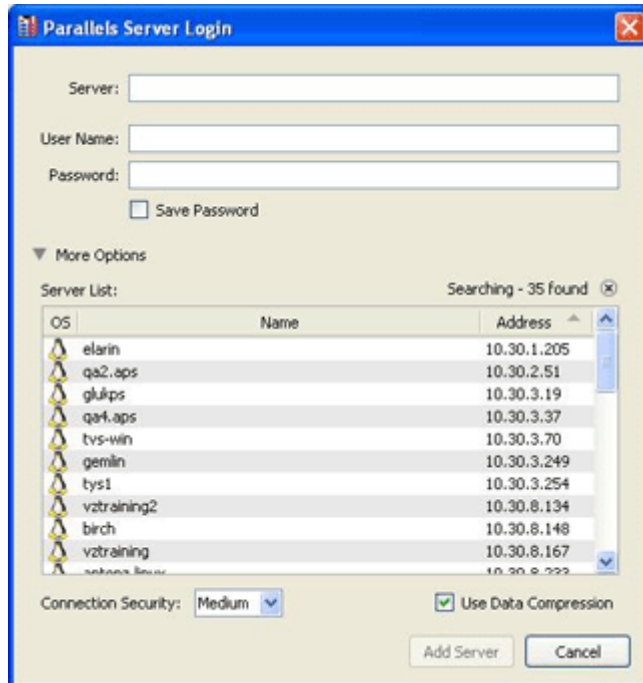 Parallels Server Login
Server:
User Name:
Password:
Save Password
More Options
Server List: Searching - 35 found
OS Name Address
elarin 10.30.1.205
qa2.aps 10.30.2.51
glukps 10.30.3.19
qa4.aps 10.30.3.37
tvs-win 10.30.3.70
gemlin 10.30.3.249
tys1 10.30.3.254
vztraining2 10.30.8.134
birch 10.30.8.148
vztraining 10.30.8.167
Connection Security: Medium Use Data Compression
Add Server Cancel